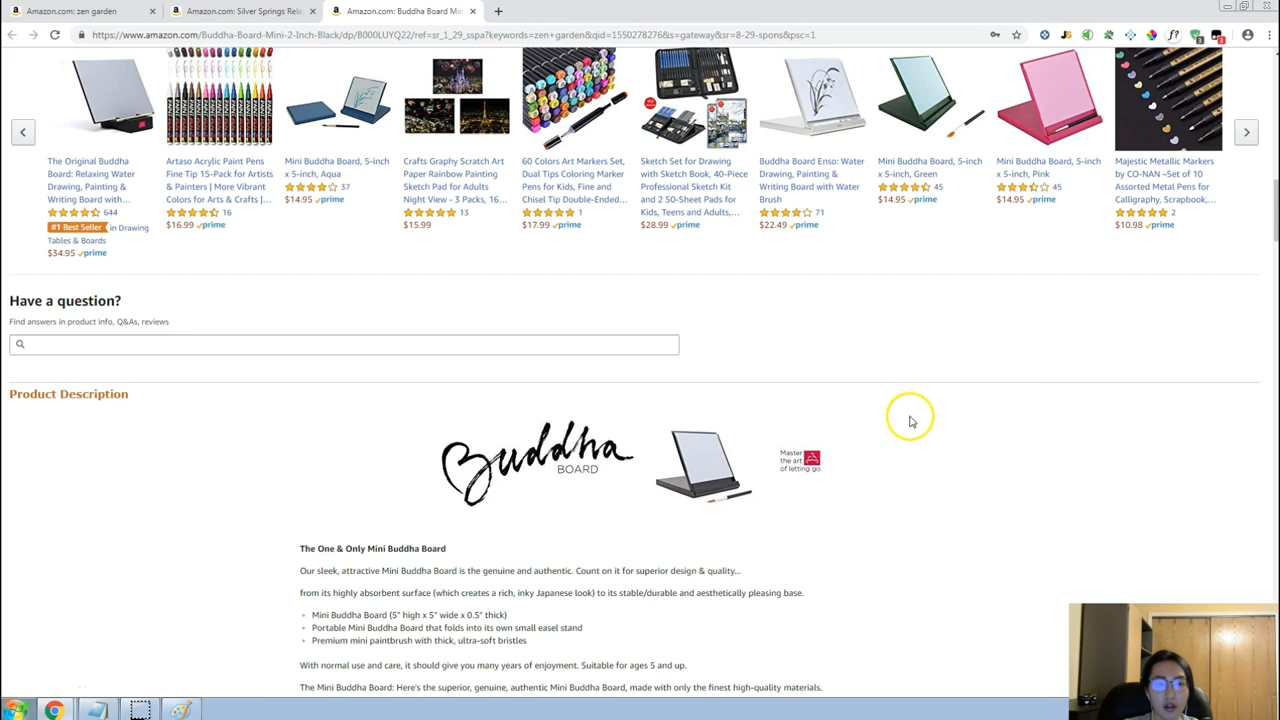 Amazon.com: zen garden
Amazon.com: Silver Springs Rela
Amazon.com: Buddha Board Min
https://www.amazon.com/Buddha-Board-Mini-2-Inch-Black/dp/B000LUYQ22/ref=sr_1_29_sspa?keywords=zen+garden&qid=1550278276&s=gateway&sr=8-29-spons&psc=1
The Original Buddha
Board: Relaxing Water
Drawing, Painting &
Writing Board with…
644
#1 Best Seller in Drawing
Tables & Boards
$34.95 prime
Artaso Acrylic Paint Pens
Fine Tip 15-Pack for Artists
& Painters | More Vibrant
Colors for Arts & Crafts |…
16
$16.99 prime
Mini Buddha Board, 5-inch
x 5-inch, Aqua
37
$14.95 prime
Crafts Graphy Scratch Art
Paper Rainbow Painting
Sketch Pad for Adults
Night View - 3 Packs, 16…
13
$15.99
60 Colors Art Markers Set,
Dual Tips Coloring Marker
Pens for Kids, Fine and
Chisel Tip Double-Ended…
1
$17.99 prime
Sketch Set for Drawing
with Sketch Book, 40-Piece
Professional Sketch Kit
and 2 50-Sheet Pads for
Kids, Teens and Adults,…
$28.99 prime
Buddha Board Enso: Water
Drawing, Painting &
Writing Board with Water
Brush
71
$22.49 prime
Mini Buddha Board, 5-inch
x 5-inch, Green
45
$14.95 prime
Mini Buddha Board, 5-inch
x 5-inch, Pink
45
$14.95 prime
Majestic Metallic Markers
by CO-NAN –Set of 10
Assorted Metal Pens for
Calligraphy, Scrapbook,…
2
$10.98 prime
Have a question?
Find answers in product info, Q&As, reviews
Product Description
Buddha
BOARD
Master
the art
of letting go.
The One & Only Mini Buddha Board
Our sleek, attractive Mini Buddha Board is the genuine and authentic. Count on it for superior design & quality...
from its highly absorbent surface (which creates a rich, inky Japanese look) to its stable/durable and aesthetically pleasing base.
• Mini Buddha Board (5" high x 5" wide x 0.5" thick)
• Portable Mini Buddha Board that folds into its own small easel stand
• Premium mini paintbrush with thick, ultra-soft bristles
With normal use and care, it should give you many years of enjoyment. Suitable for ages 5 and up.
The Mini Buddha Board: Here's the superior, genuine, authentic Mini Buddha Board, made with only the finest high-quality materials.